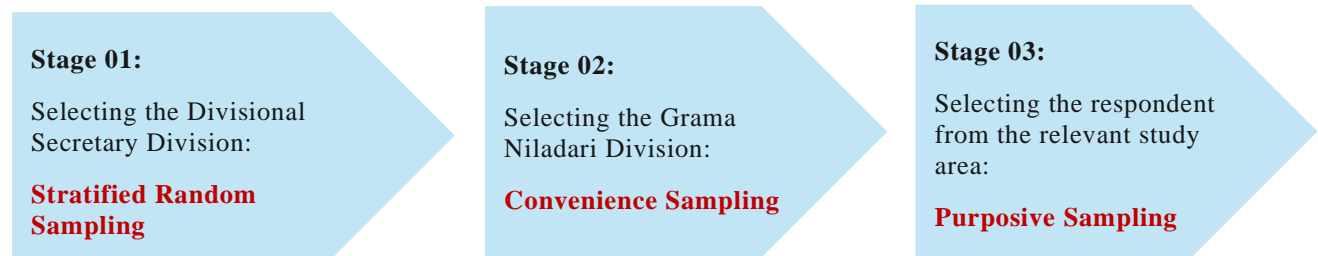 Stage 01:
Selecting the Divisional
Secretary Division:
Stratified Random
Sampling
Stage 02:
Selecting the Grama
Niladari Division:
Convenience Sampling
Stage 03:
Selecting the respondent
from the relevant study
area:
Purposive Sampling